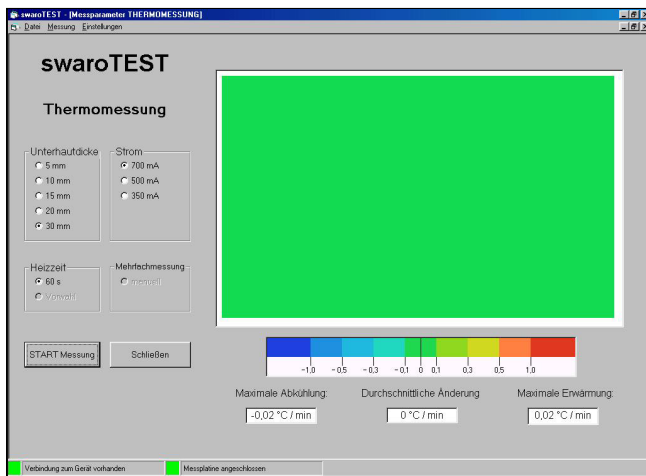 swaroTEST - [Messparameter THERMOMESSUNG]
Datei Messung Einstellungen
swaroTEST
Thermomessung
Unterhautdicke
5 mm
10 mm
15 mm
20 mm
30 mm
Strom
700 mA
500 mA
350 mA
Heizzeit
60 s
Vorwahl
Mehrfachmessung
manuell
START Messung
Schließen
-1,0 -0,5 -0,3 -0,1 0 0,1 0,3 0,5 1,0
Maximale Abkühlung: Durchschnittliche Änderung Maximale Erwärmung:
-0,02 °C / min 0 °C / min 0,02 °C / min
Verbindung zum Gerät vorhanden Messplatine angeschlossen